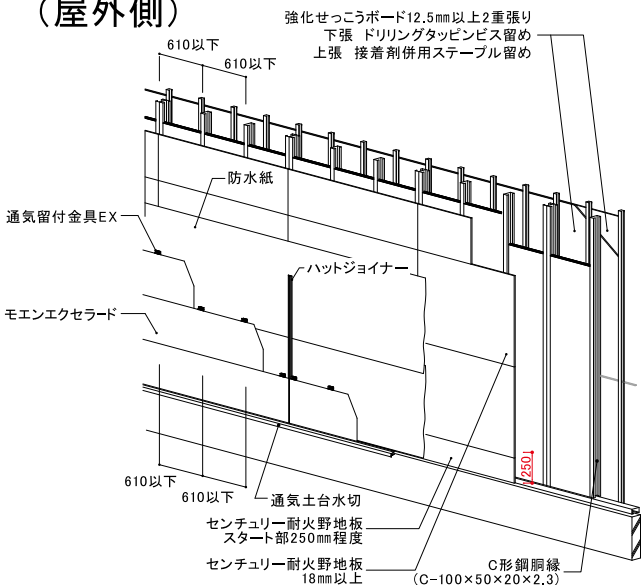 (屋外側)
強化せっこうボード12.5mm以上2重張り
下張 ドリリングタッピンビス留め
上張 接着剤併用ステープル留め
610以下
610以下
防水紙
通気留付金具EX
ハットジョイナー
モエンエクセラード
250
610以下
610以下
通気土台水切
センチュリー耐火野地板
スタート部250mm程度
センチュリー耐火野地板
18mm以上
C形鋼胴縁
(C-100×50×20×2.3)